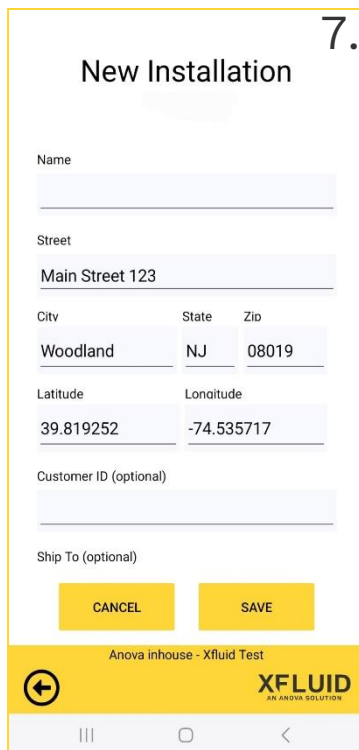 7.
New Installation
Name
Street
Main Street 123
City State Zip
Woodland NJ 08019
Latitude Longitude
39.819252 -74.535717
Customer ID (optional)
Ship To (optional)
CANCEL SAVE
Anova inhouse - Xfluid Test
XFLUID
AN ANOVA SOLUTION